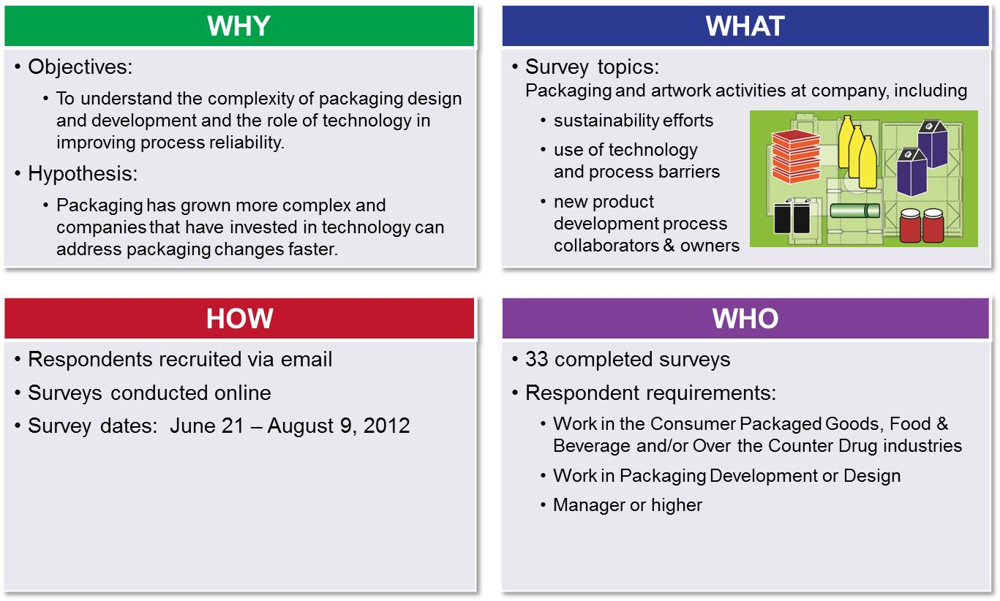 WHY
• Objectives:
• To understand the complexity of packaging design
and development and the role of technology in
improving process reliability.
• Hypothesis:
• Packaging has grown more complex and
companies that have invested in technology can
address packaging changes faster.
WHAT
• Survey topics:
Packaging and artwork activities at company, including
• sustainability efforts
• use of technology
and process barriers
• new product
development process
collaborators & owners
HOW
• Respondents recruited via email
• Surveys conducted online
• Survey dates:  June 21 – August 9, 2012
WHO
• 33 completed surveys
• Respondent requirements:
• Work in the Consumer Packaged Goods, Food &
Beverage and/or Over the Counter Drug industries
• Work in Packaging Development or Design
• Manager or higher